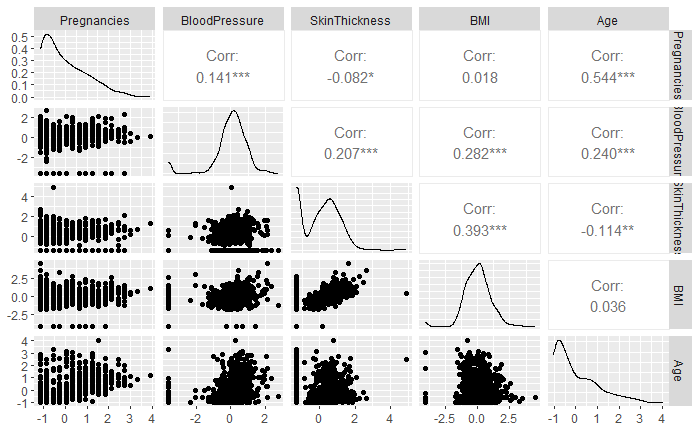 Pregnancies BloodPressure SkinThickness BMI Age
Corr: Corr: Corr: Corr:
0.141*** -0.082* 0.018 0.544***
Pregnancies
0.5
0.4
0.3
0.2
0.1
0.0
Corr: Corr: Corr:
0.207*** 0.282*** 0.240***
BloodPressure
2
0
-2
Corr: Corr:
0.393*** -0.114**
SkinThickness
4
2
0
Corr:
0.036
BMI
2.5
0.0
-2.5
Age
4
3
2
1
0
-1
-1 0 1 2 3 4 -2 0 2 0 2 4 -2.5 0.0 2.5 -1 0 1 2 3 4